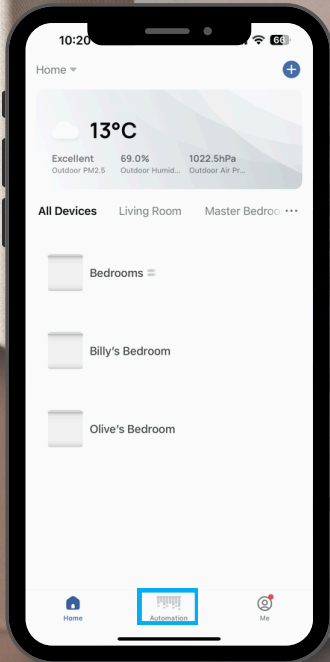 10:20
66
Home
13°C
Excellent 69.0% 1022.5hPa
Outdoor PM2.5 Outdoor Humid... Outdoor Air Pr...
All Devices Living Room Master Bedroo
Bedrooms
Billy's Bedroom
Olive's Bedroom
Home Automation Me